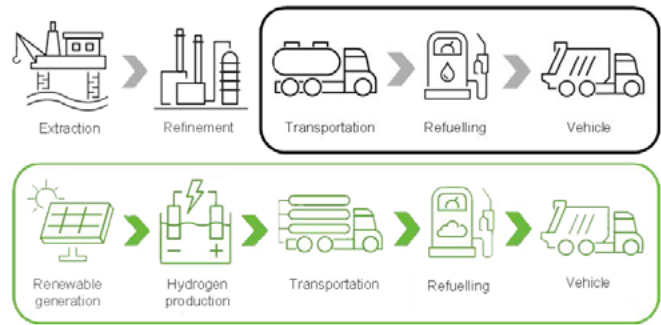 Extraction
Refinement
Transportation
Refuelling
Vehicle
Renewable
generation
Hydrogen
production
Transportation
Refuelling
Vehicle